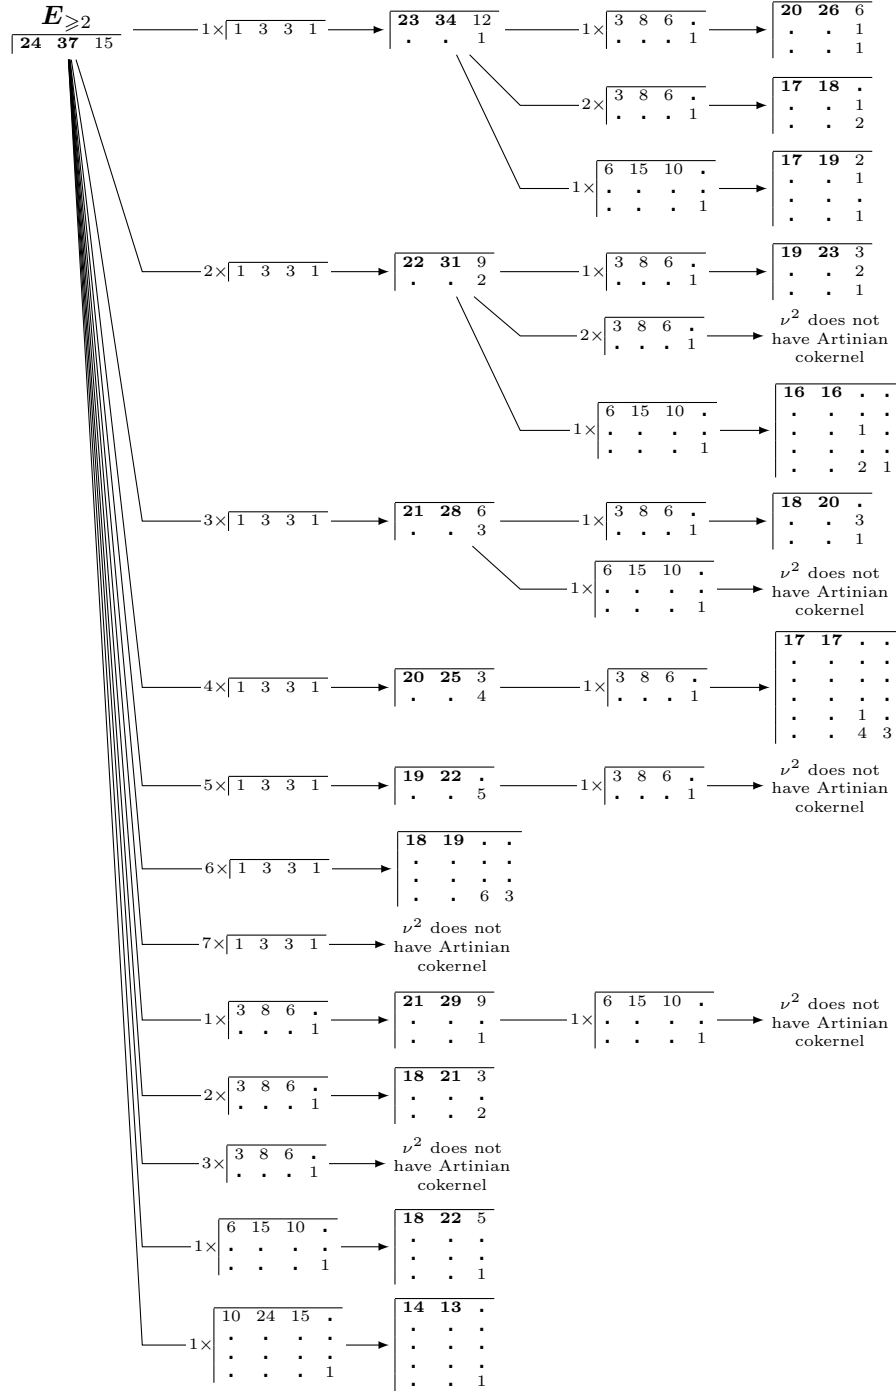 E⩾2
24 37 15
1× 1 3 3 1
23 34 12
. . 1
1× 3 8 6 .
. . . 1
20 26 6
. . 1
. . 1
2× 3 8 6 .
. . . 1
17 18 .
. . 1
. . 2
1× 6 15 10 .
. . . .
. . . 1
17 19 2
. . 1
. . .
. . 1
2× 1 3 3 1
22 31 9
. . 2
1× 3 8 6 .
. . . 1
19 23 3
. . 2
. . 1
2× 3 8 6 .
. . . 1
ν² does not
have Artinian
cokernel
1× 6 15 10 .
. . . .
. . . 1
16 16 . .
. . . .
. . 1 .
. . . .
. . 2 1
3× 1 3 3 1
21 28 6
. . 3
1× 3 8 6 .
. . . 1
18 20 .
. . 3
. . 1
1× 6 15 10 .
. . . .
. . . 1
ν² does not
have Artinian
cokernel
4× 1 3 3 1
20 25 3
. . 4
1× 3 8 6 .
. . . 1
17 17 . .
. . . .
. . . .
. . . .
. . 1 .
. . 4 3
5× 1 3 3 1
19 22 .
. . 5
1× 3 8 6 .
. . . 1
ν² does not
have Artinian
cokernel
6× 1 3 3 1
18 19 . .
. . . .
. . . .
. . 6 3
7× 1 3 3 1
ν² does not
have Artinian
cokernel
1× 3 8 6 .
. . . 1
21 29 9
. . .
. . 1
1× 6 15 10 .
. . . .
. . . 1
ν² does not
have Artinian
cokernel
2× 3 8 6 .
. . . 1
18 21 3
. . .
. . 2
3× 3 8 6 .
. . . 1
ν² does not
have Artinian
cokernel
1× 6 15 10 .
. . . .
. . . 1
18 22 5
. . .
. . .
. . 1
1× 10 24 15 .
. . . .
. . . .
. . . 1
14 13 .
. . .
. . .
. . .
. . 1